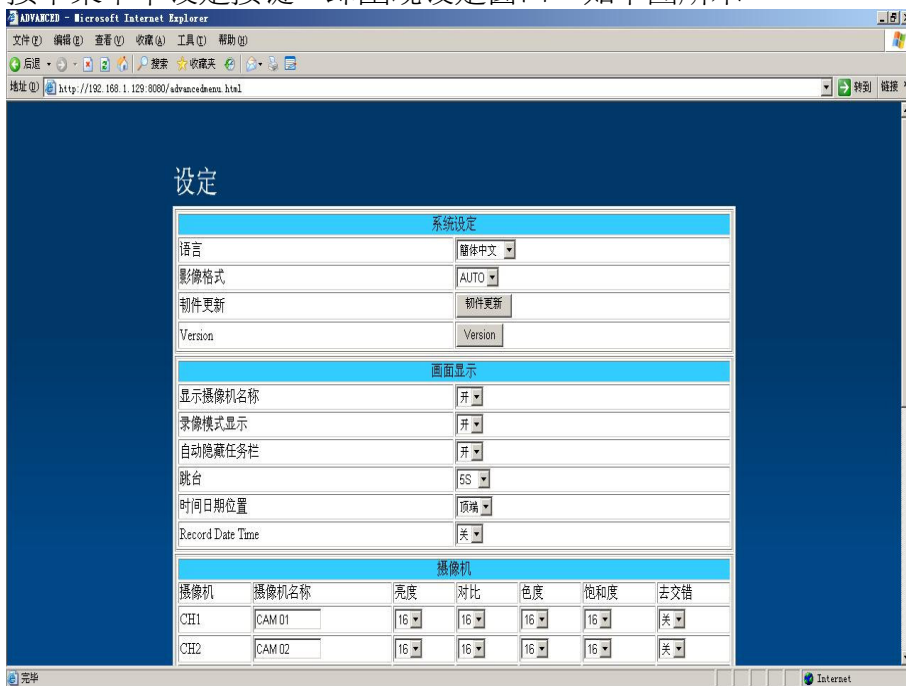 ADVANCED - Microsoft Internet Explorer
文件(F) 编辑(E) 查看(V) 收藏(A) 工具(T) 帮助(H)
后退 搜索 收藏夹
地址(D) http://192.168.1.129:8080/advancedmenu.html 转到 链接
设定
系统设定
语言 簡体中文
影像格式 AUTO
韧件更新 韧件更新
Version Version
画面显示
显示摄像机名称 开
录像模式显示 开
自动隐藏任务栏 开
跳台 5S
时间日期位置 顶端
Record Date Time 关
摄像机
摄像机 摄像机名称 亮度 对比 色度 饱和度 去交错
CH1 CAM 01 16 16 16 16 关
CH2 CAM 02 16 16 16 16 关
完毕 Internet